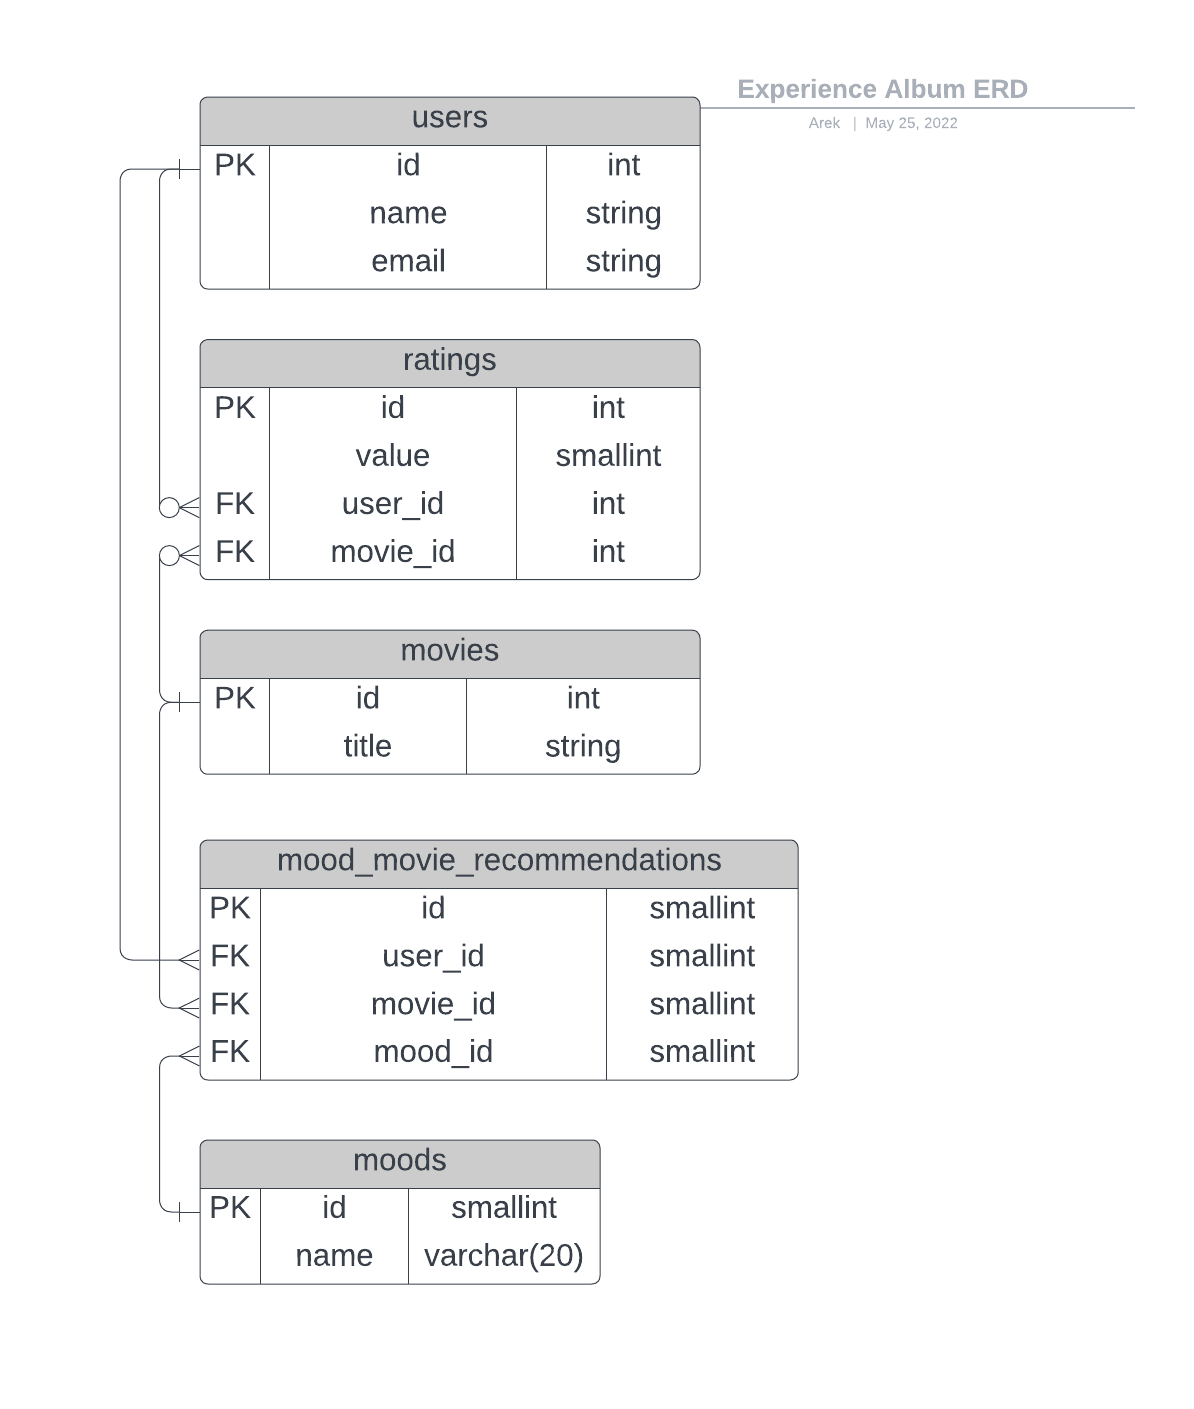 Experience Album ERD
Arek | May 25, 2022
users
PK id int
name string
email string
ratings
PK id int
value smallint
FK user_id int
FK movie_id int
movies
PK id int
title string
mood_movie_recommendations
PK id smallint
FK user_id smallint
FK movie_id smallint
FK mood_id smallint
moods
PK id smallint
name varchar(20)